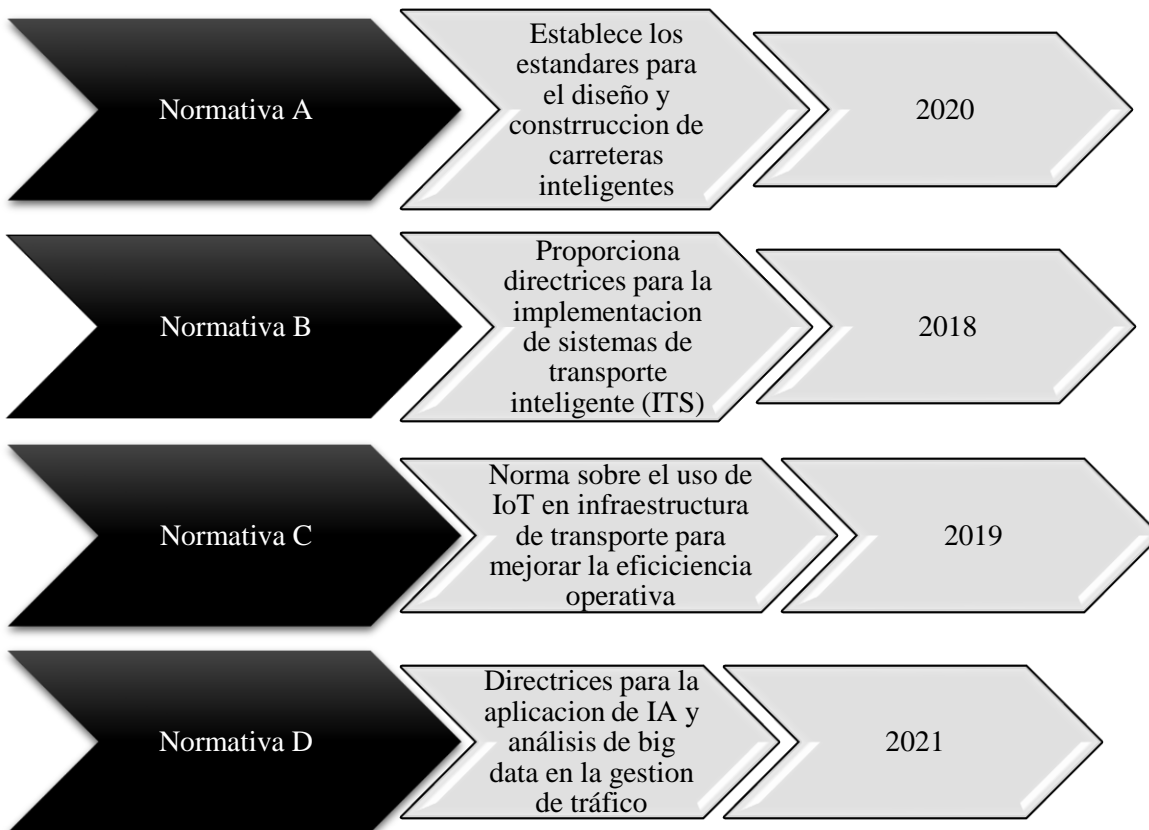 Normativa A
Establece los
estandares para
el diseño y
constrruccion de
carreteras
inteligentes
2020
Normativa B
Proporciona
directrices para la
implementacion
de sistemas de
transporte
inteligente (ITS)
2018
Normativa C
Norma sobre el uso de
IoT en infraestructura
de transporte para
mejorar la eficiciencia
operativa
2019
Normativa D
Directrices para la
aplicacion de IA y
análisis de big
data en la gestion
de tráfico
2021